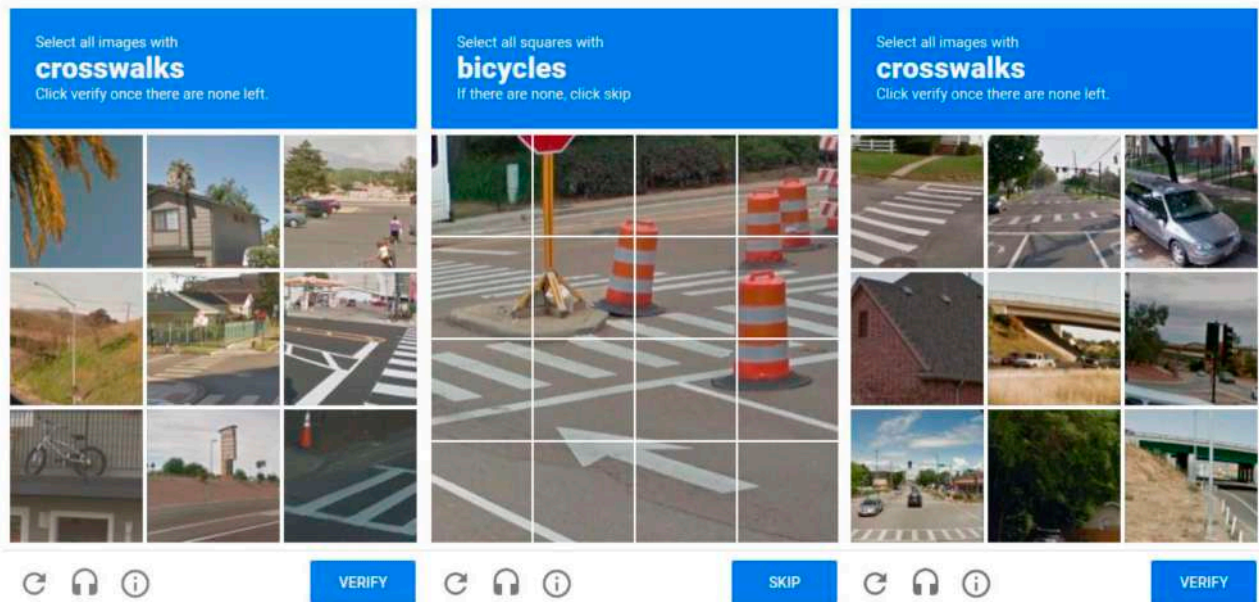 Select all images with
crosswalks
Click verify once there are none left.
VERIFY
Select all squares with
bicycles
If there are none, click skip
SKIP
Select all images with
crosswalks
Click verify once there are none left.
VERIFY